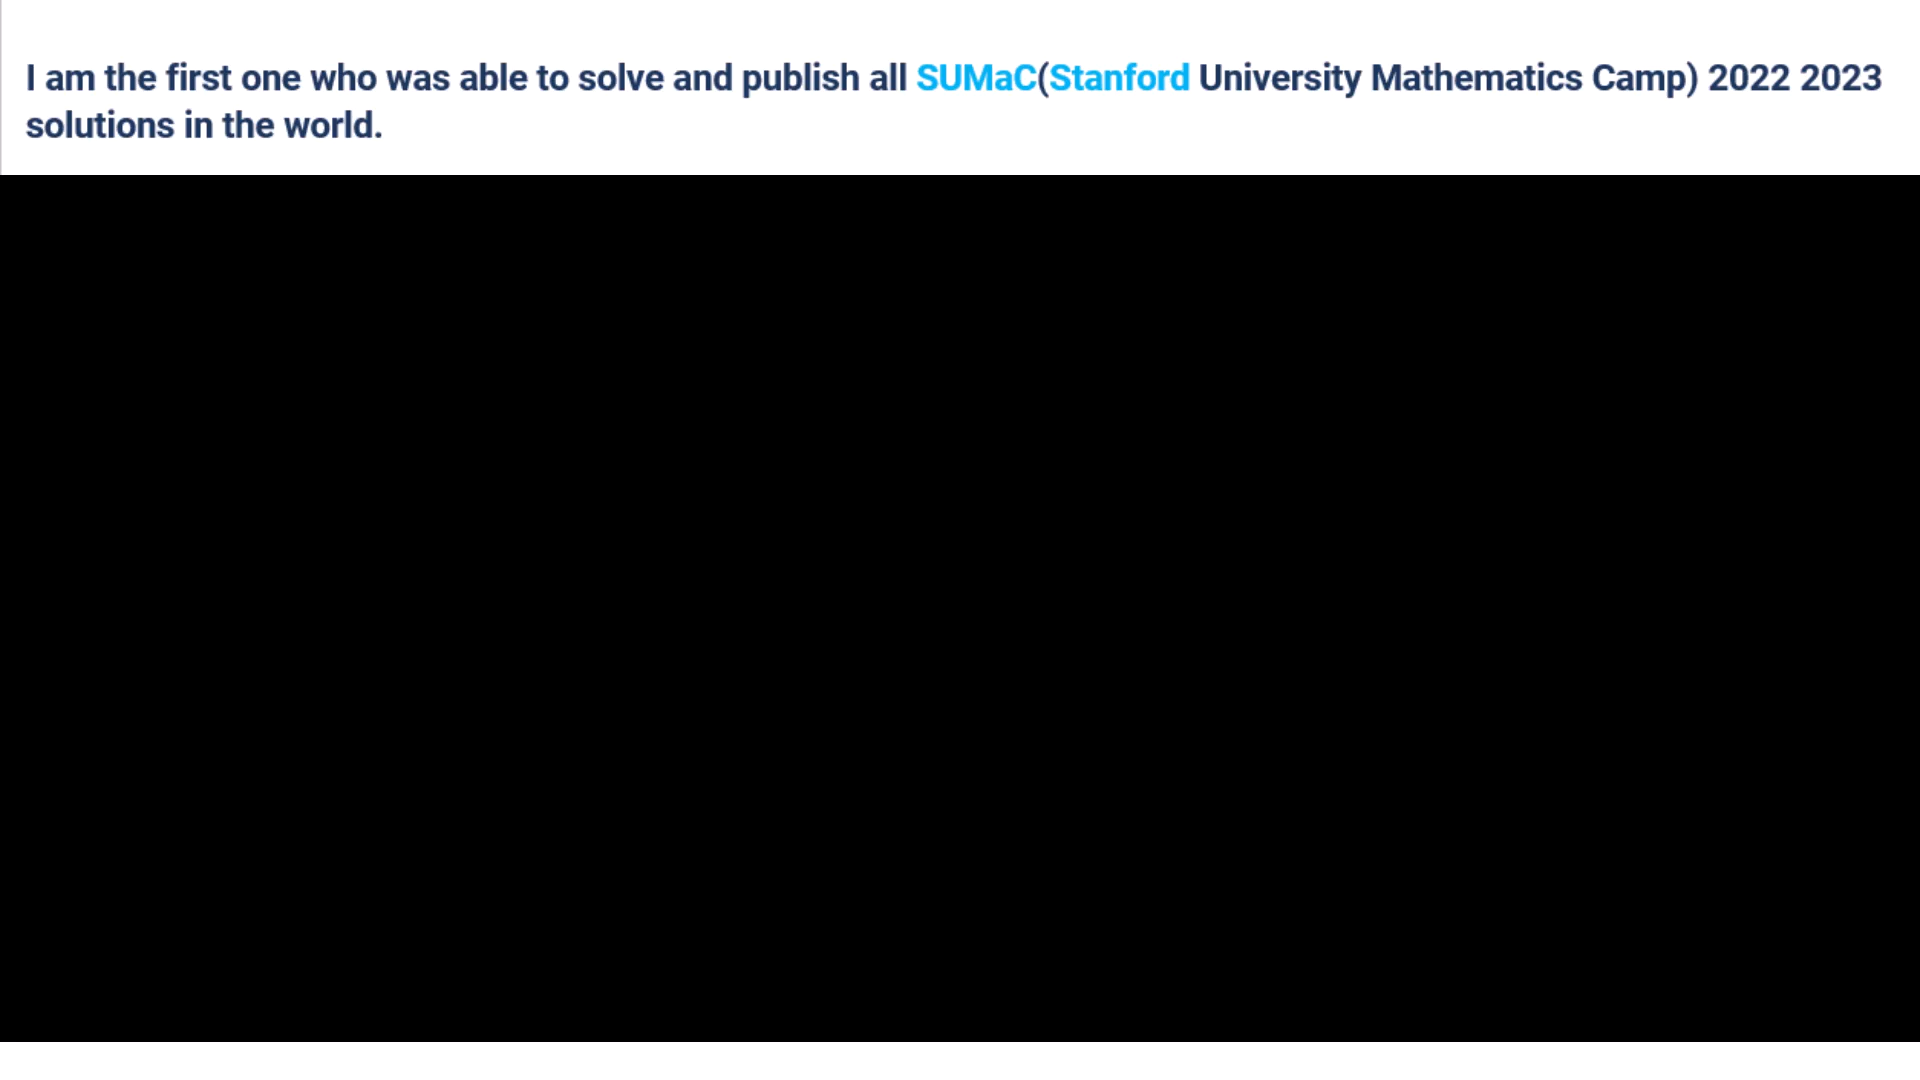 I am the first one who was able to solve and publish all SUMaC(Stanford University Mathematics Camp) 2022 2023
solutions in the world.